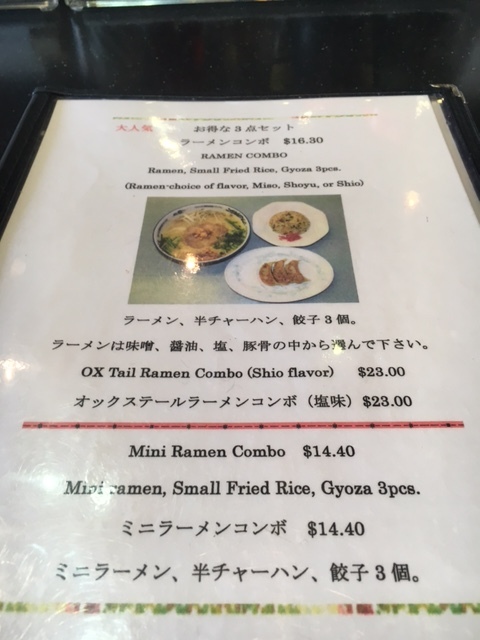 大人気 お得な3点セット
ラーメンコンボ $16.30
RAMEN COMBO
Ramen, Small Fried Rice, Gyoza 3pcs.
(Ramen-choice of flavor, Miso, Shoyu, or Shio)
ラーメン、半チャーハン、餃子3個。
ラーメンは味噌、醤油、塩、豚骨の中から選んで下さい。
OX Tail Ramen Combo (Shio flavor) $23.00
オックステールラーメンコンボ（塩味）$23.00
Mini Ramen Combo $14.40
Mini ramen, Small Fried Rice, Gyoza 3pcs.
ミニラーメンコンボ $14.40
ミニラーメン、半チャーハン、餃子3個。